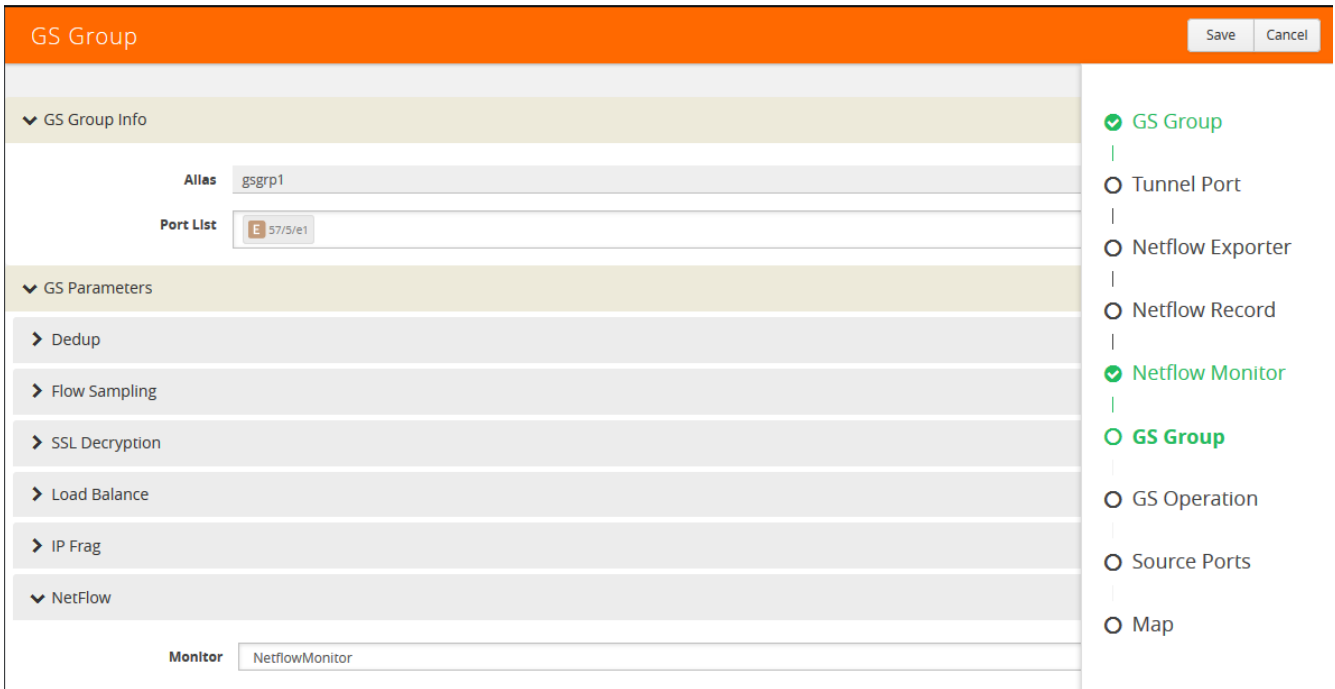 GS Group
Save
Cancel
GS Group Info
Alias
gsgrp1
Port List
E 57/5/e1
GS Parameters
Dedup
Flow Sampling
SSL Decryption
Load Balance
IP Frag
NetFlow
Monitor
NetflowMonitor
GS Group
Tunnel Port
Netflow Exporter
Netflow Record
Netflow Monitor
GS Group
GS Operation
Source Ports
Map